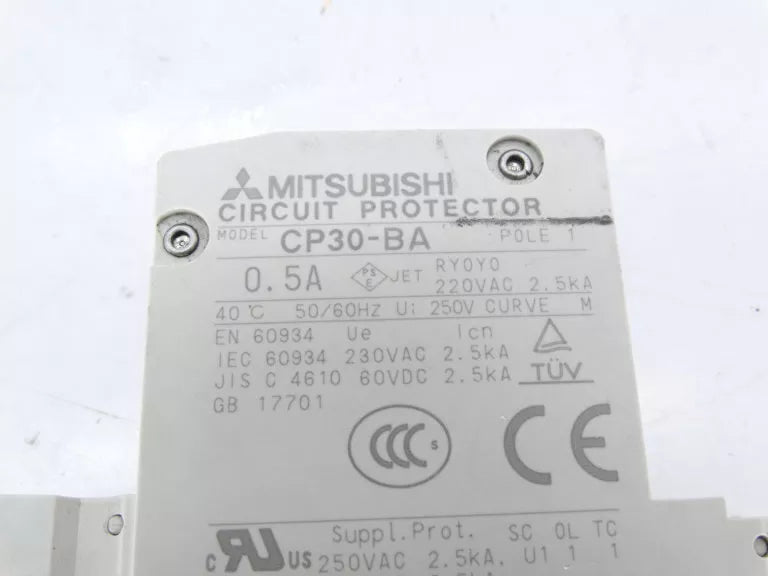 MITSUBISHI
CIRCUIT PROTECTOR
MODEL CP30-BA POLE 1
0.5A PS E JET RYOYO 220VAC 2.5kA
40℃ 50/60Hz Ui 250V CURVE M
EN 60934 Ue Icn
IEC 60934 230VAC 2.5kA
JIS C 4610 60VDC 2.5kA TÜV
GB 17701
CCC S CE
Suppl.Prot. SC OL TC
c RU US 250VAC 2.5kA, U1 1 1